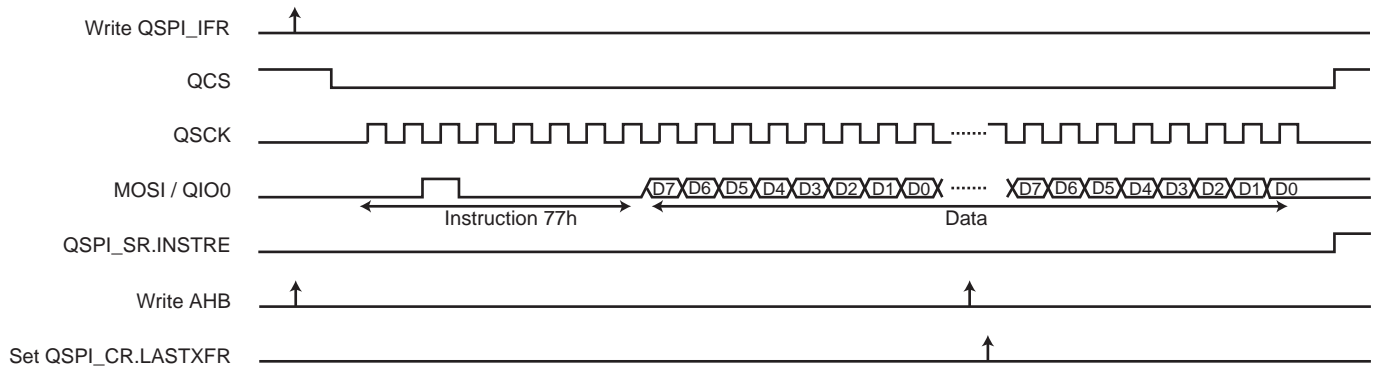 Write QSPI_IFR
QCS
QSCK
MOSI / QIO0
D7 D6 D5 D4 D3 D2 D1 D0 D7 D6 D5 D4 D3 D2 D1 D0
Instruction 77h
Data
QSPI_SR.INSTRE
Write AHB
Set QSPI_CR.LASTXFR